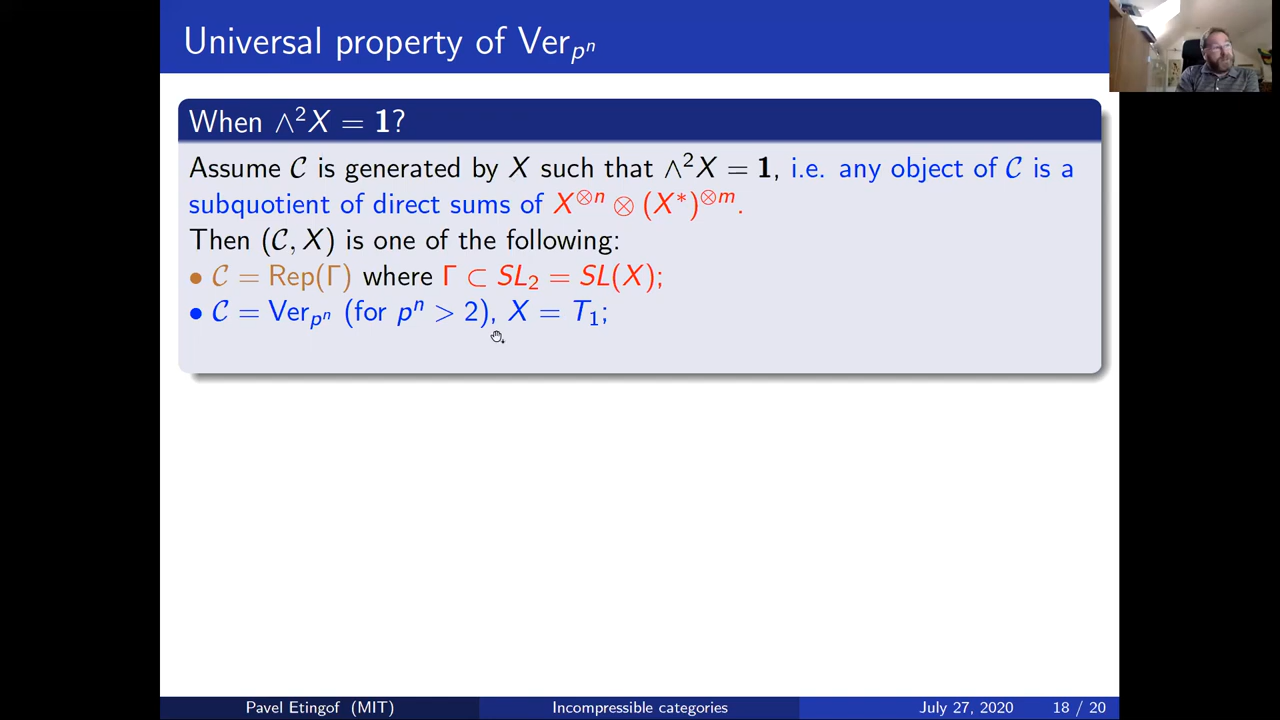 Universal property of Ver_{p^n}
When ∧²X = 1?
Assume 𝒞 is generated by X such that ∧²X = 1, i.e. any object of 𝒞 is a
subquotient of direct sums of X^{⊗n} ⊗ (X*)^{⊗m}.
Then (𝒞, X) is one of the following:
• 𝒞 = Rep(Γ) where Γ ⊂ SL₂ = SL(X);
• 𝒞 = Ver_{p^n} (for p^n > 2), X = T₁;
Pavel Etingof (MIT) Incompressible categories July 27, 2020 18 / 20